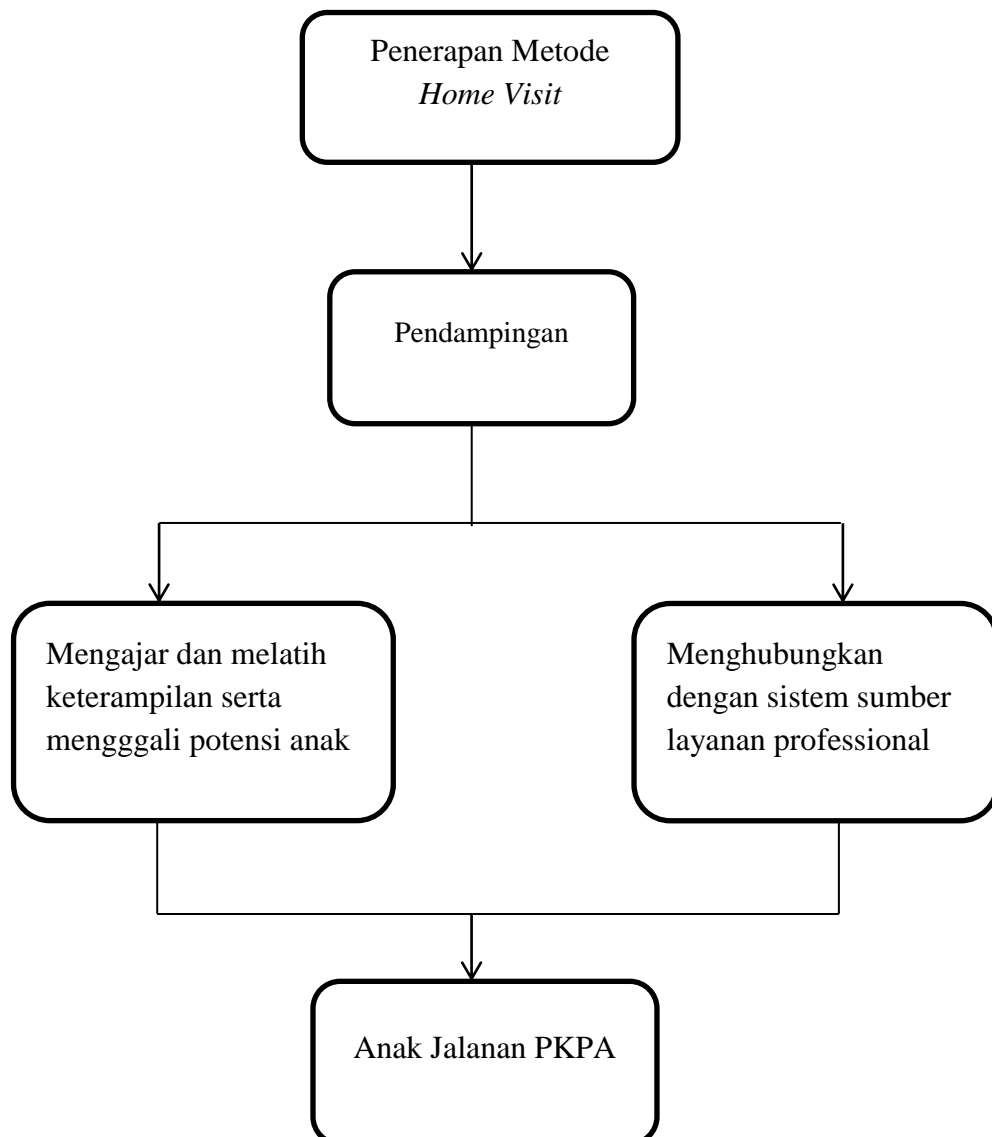 Penerapan Metode
Home Visit
Pendampingan
Mengajar dan melatih
keterampilan serta
mengggali potensi anak
Menghubungkan
dengan sistem sumber
layanan professional
Anak Jalanan PKPA